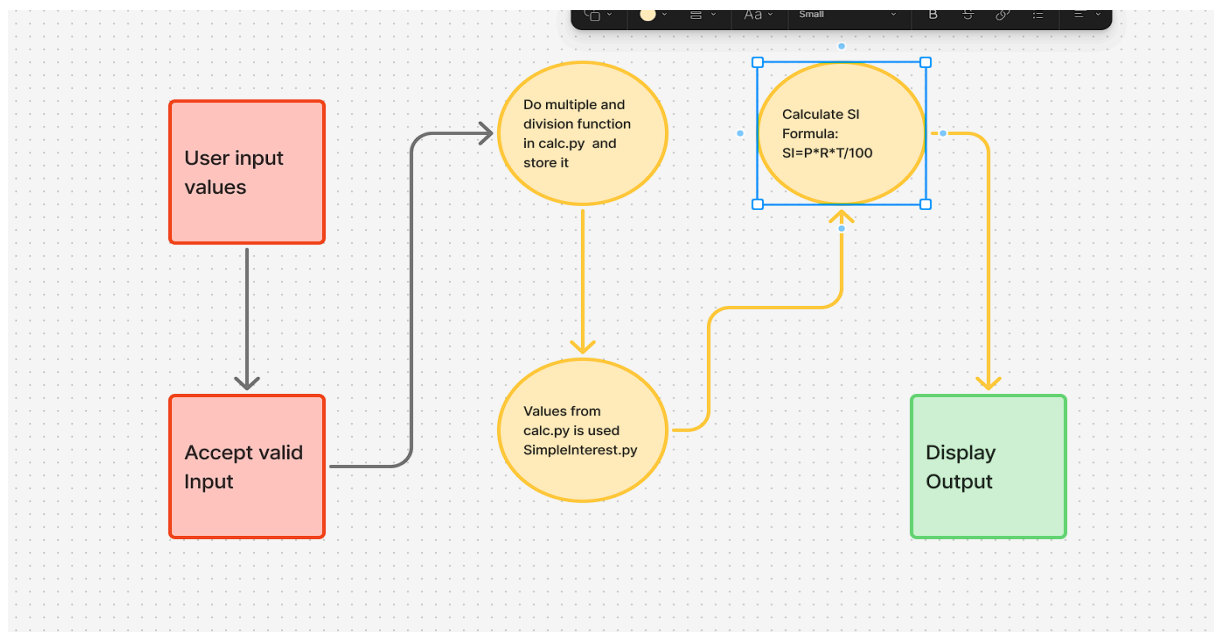 Aa
Small
B
S
User input
values
Do multiple and
division function
in calc.py  and
store it
Calculate SI
Formula:
SI=P*R*T/100
Accept valid
Input
Values from
calc.py is used
SimpleInterest.py
Display
Output